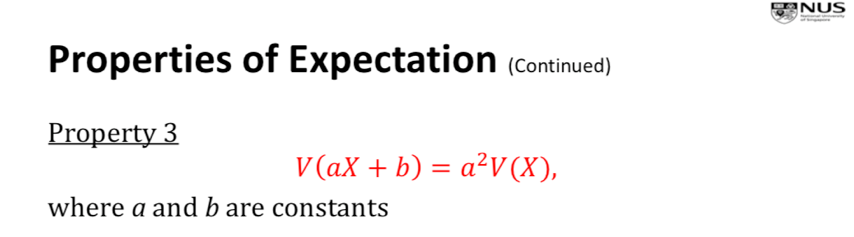 NUS
National University
of Singapore
Properties of Expectation (Continued)
Property 3
V(aX + b) = a²V(X),
where a and b are constants